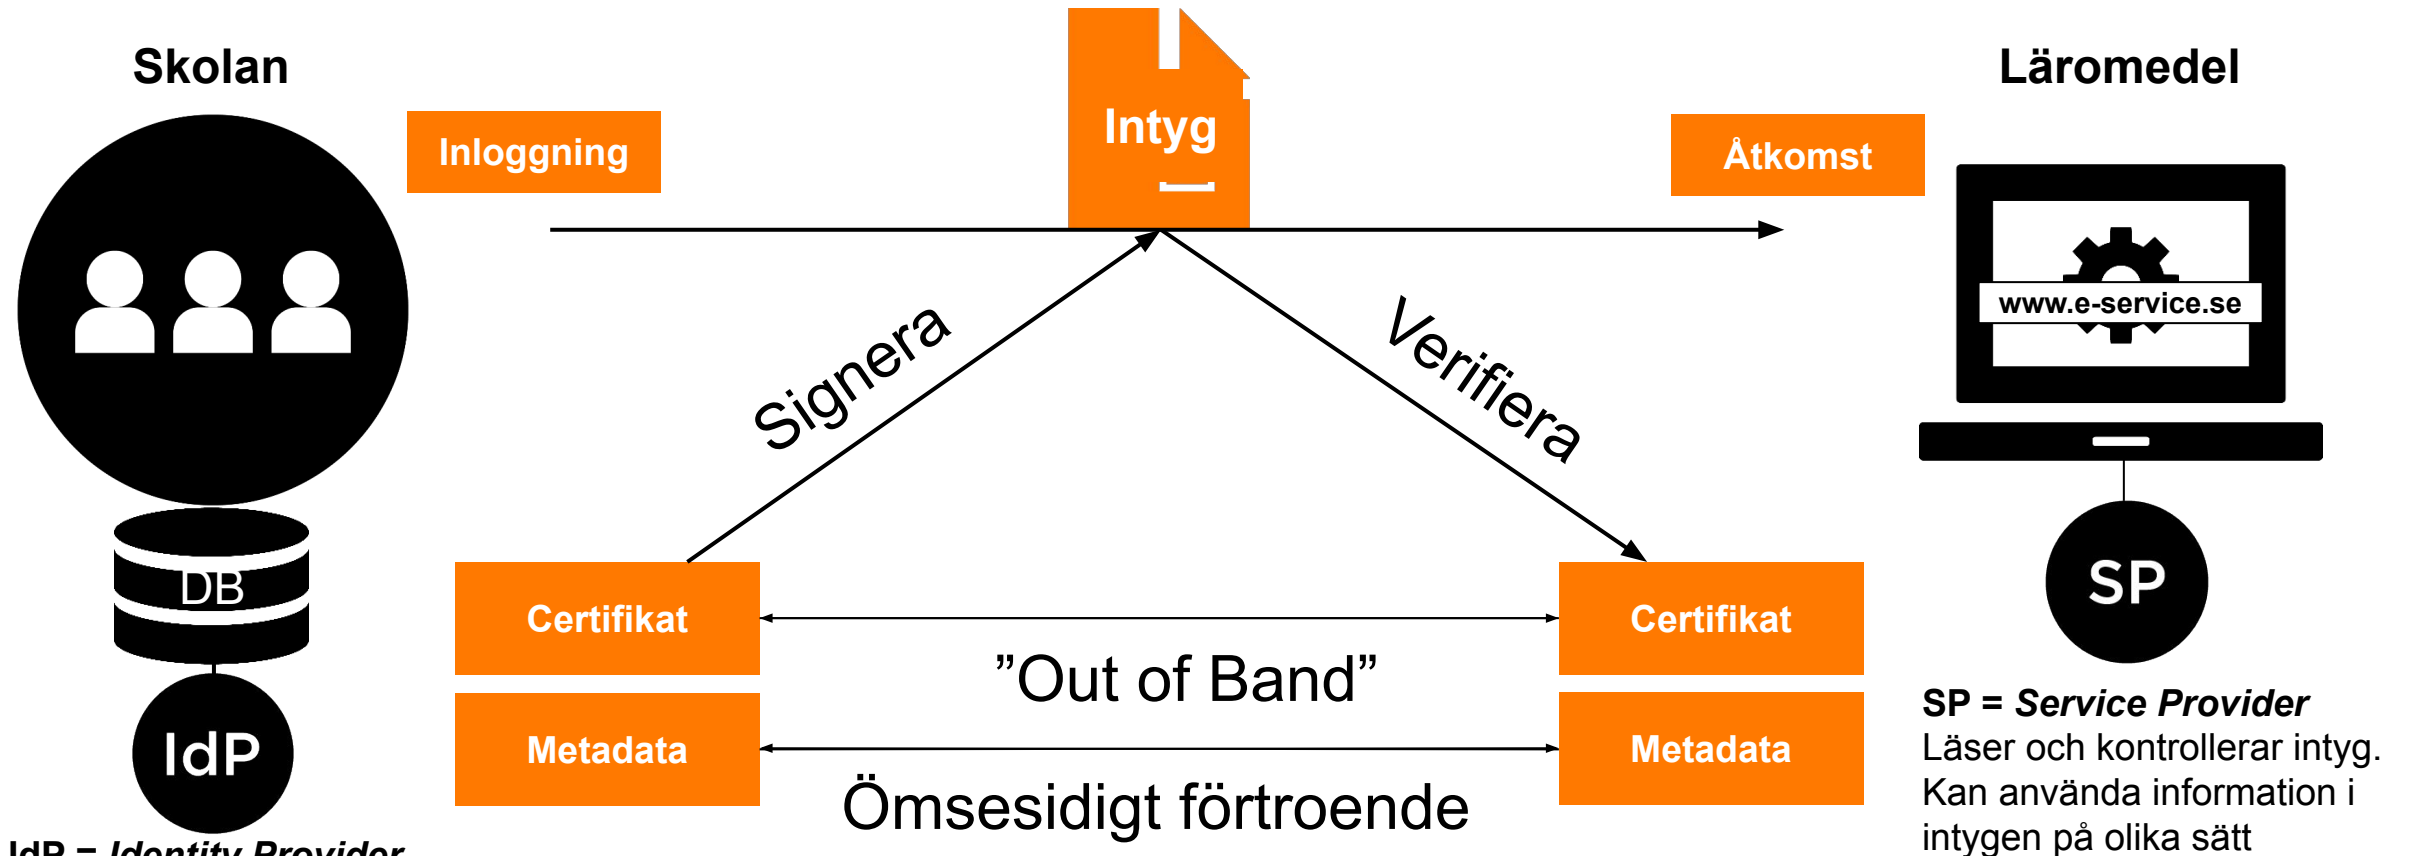 Skolan
Inloggning
Intyg
Åtkomst
Läromedel
www.e-service.se
Signera
Verifiera
DB
IdP
Certifikat
Certifikat
”Out of Band”
Metadata
Metadata
Ömsesidigt förtroende
SP
SP = Service Provider
Läser och kontrollerar intyg.
Kan använda information i
intygen på olika sätt
IdP = Identity Provider